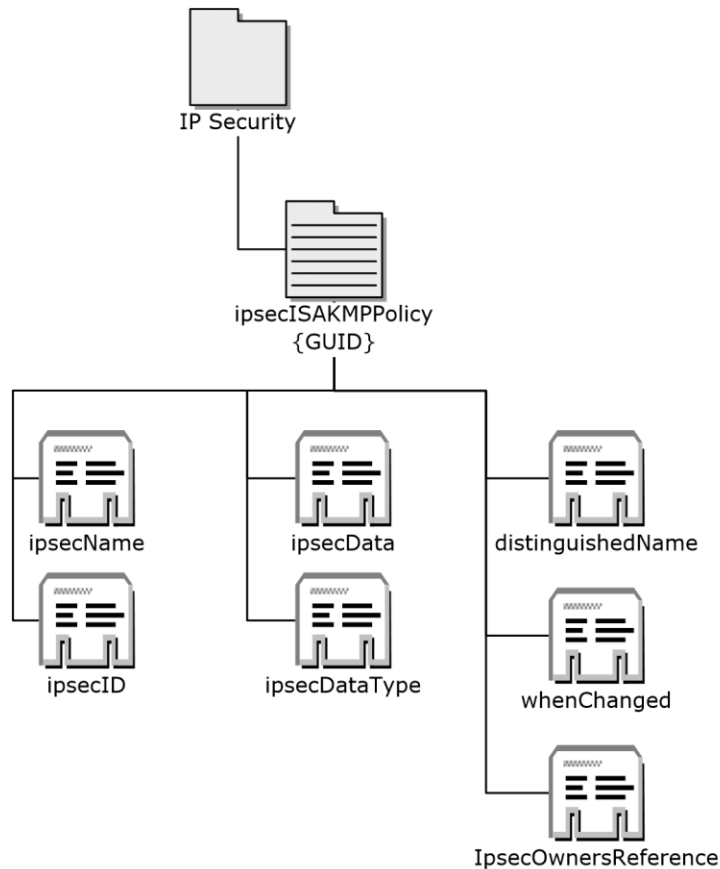 IP Security
ipsecISAKMPPolicy
{GUID}
ipsecName
ipsecData
distinguishedName
ipsecID
ipsecDataType
whenChanged
IpsecOwnersReference